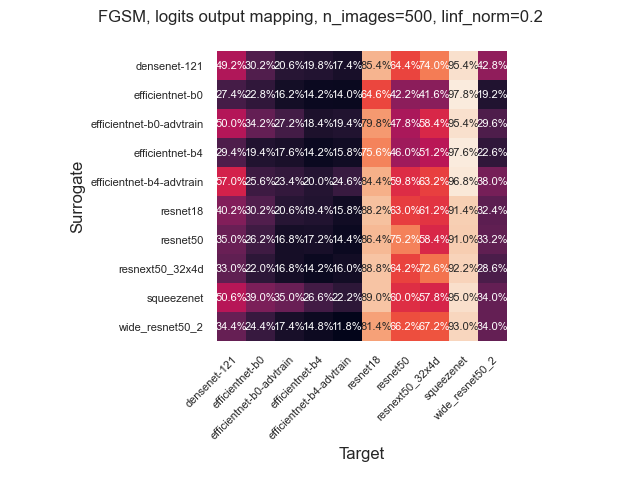 FGSM, logits output mapping, n_images=500, linf_norm=0.2
densenet-121 49.2% 30.2% 20.6% 19.8% 17.4% 85.4% 64.4% 74.0% 95.4% 42.8%
efficientnet-b0 27.4% 22.8% 16.2% 14.2% 14.0% 64.6% 42.2% 41.6% 97.8% 19.2%
efficientnet-b0-advtrain 50.0% 34.2% 27.2% 18.4% 19.4% 79.8% 47.8% 58.4% 95.4% 29.6%
efficientnet-b4 29.4% 19.4% 17.6% 14.2% 15.8% 75.6% 46.0% 51.2% 97.6% 22.6%
efficientnet-b4-advtrain 57.0% 25.6% 23.4% 20.0% 24.6% 84.4% 59.8% 63.2% 96.8% 38.0%
resnet18 40.2% 30.2% 20.6% 19.4% 15.8% 88.2% 63.0% 61.2% 91.4% 32.4%
resnet50 35.0% 26.2% 16.8% 17.2% 14.4% 86.4% 75.2% 58.4% 91.0% 33.2%
resnext50_32x4d 33.0% 22.0% 16.8% 14.2% 16.0% 88.8% 64.2% 72.6% 92.2% 28.6%
squeezenet 50.6% 39.0% 35.0% 26.6% 22.2% 89.0% 60.0% 57.8% 95.0% 34.0%
wide_resnet50_2 34.4% 24.4% 17.4% 14.8% 11.8% 81.4% 66.2% 67.2% 93.0% 34.0%
Surrogate
densenet-121
efficientnet-b0
efficientnet-b0-advtrain
efficientnet-b4
efficientnet-b4-advtrain
resnet18
resnet50
resnext50_32x4d
squeezenet
wide_resnet50_2
Target